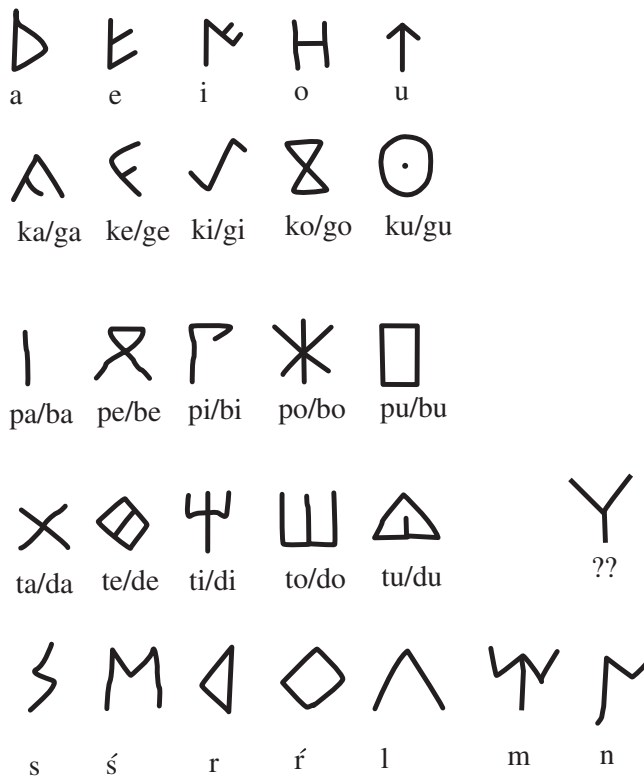 a e i o u
ka/ga ke/ge ki/gi ko/go ku/gu
pa/ba pe/be pi/bi po/bo pu/bu
ta/da te/de ti/di to/do tu/du ??
s ś r ŕ l m n